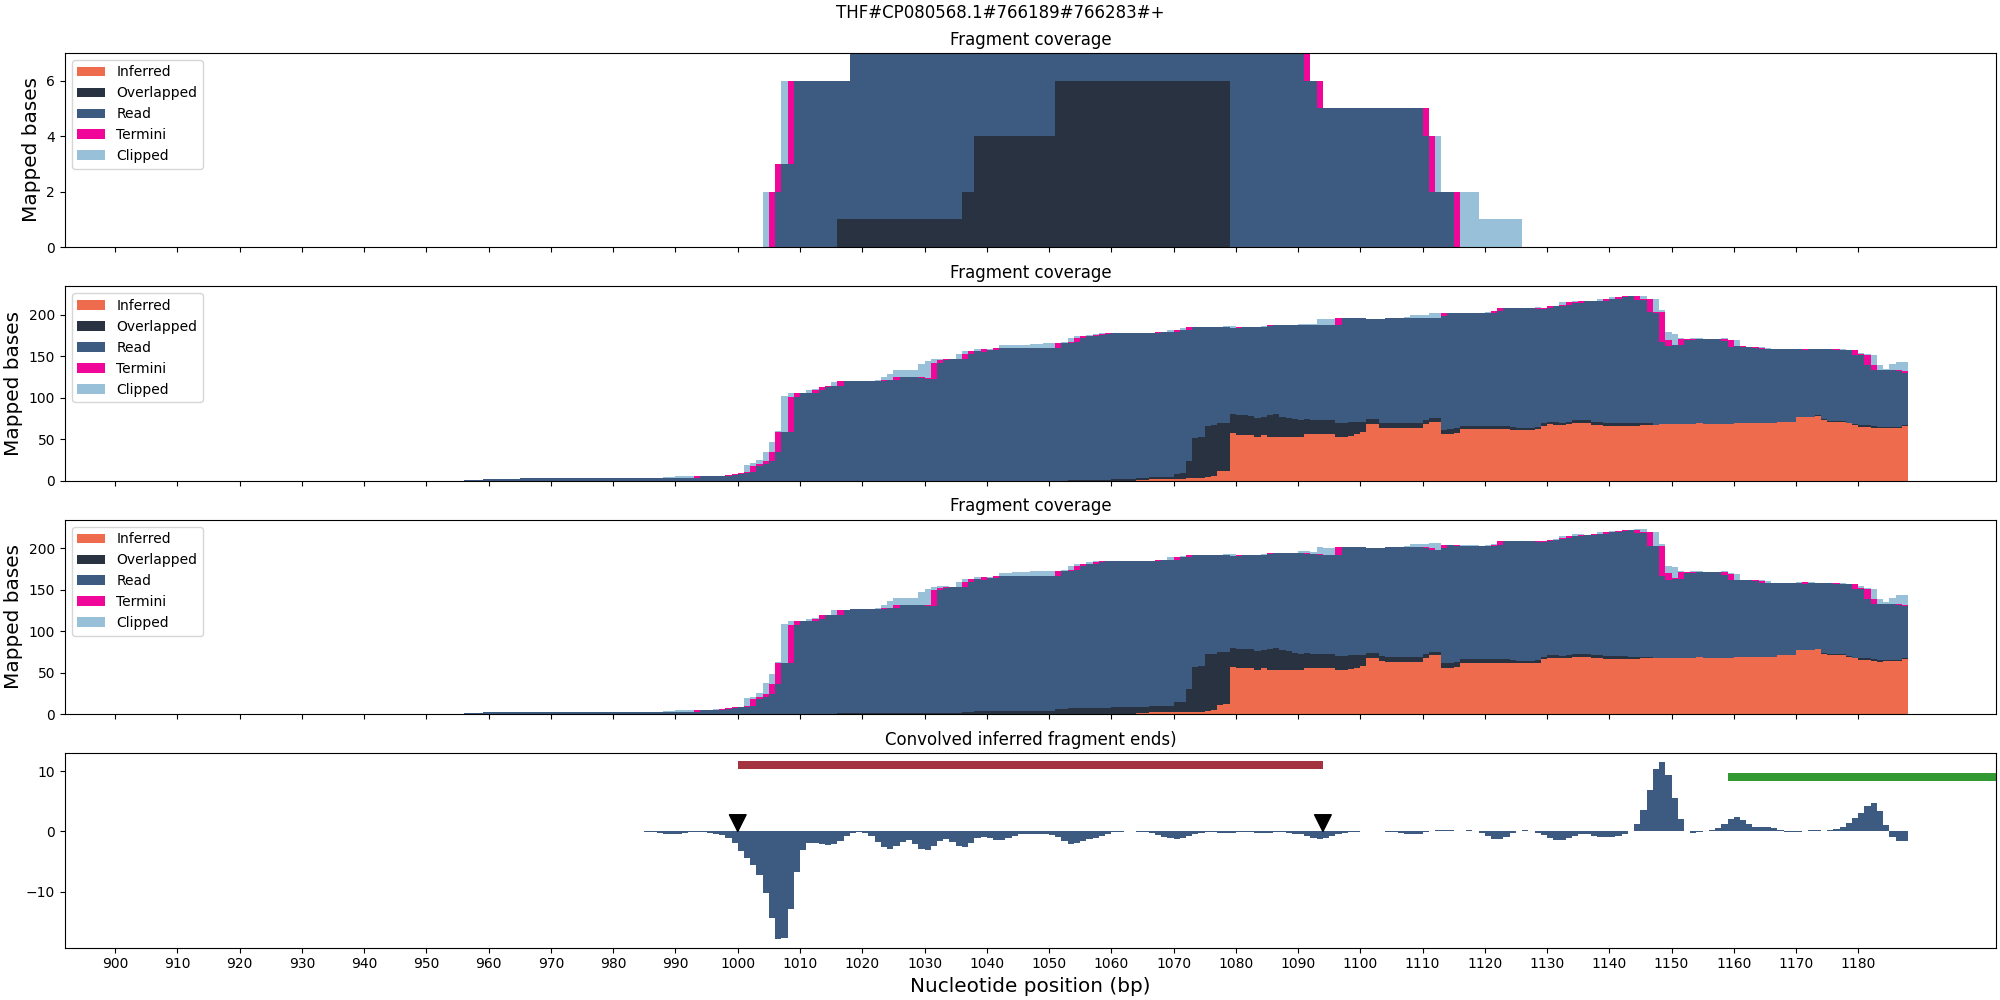 THF#CP080568.1#766189#766283#+
Fragment coverage
Mapped bases
6
4
2
0
Inferred
Overlapped
Read
Termini
Clipped
Fragment coverage
Mapped bases
200
150
100
50
0
Inferred
Overlapped
Read
Termini
Clipped
Fragment coverage
Mapped bases
200
150
100
50
0
Inferred
Overlapped
Read
Termini
Clipped
Convolved inferred fragment ends)
10
0
−10
900 910 920 930 940 950 960 970 980 990 1000 1010 1020 1030 1040 1050 1060 1070 1080 1090 1100 1110 1120 1130 1140 1150 1160 1170 1180
Nucleotide position (bp)